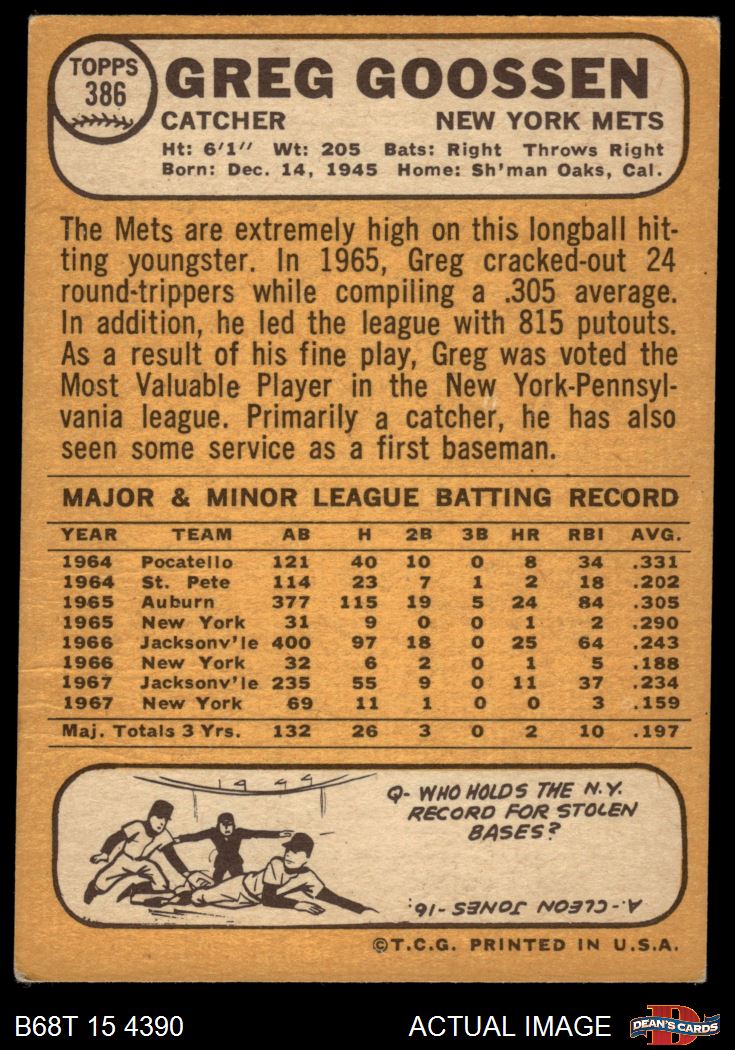 TOPPS
386
GREG GOOSSEN
CATCHER NEW YORK METS
Ht: 6'1" Wt: 205 Bats: Right Throws Right
Born: Dec. 14, 1945 Home: Sh'man Oaks, Cal.
The Mets are extremely high on this longball hit-
ting youngster. In 1965, Greg cracked-out 24
round-trippers while compiling a .305 average.
In addition, he led the league with 815 putouts.
As a result of his fine play, Greg was voted the
Most Valuable Player in the New York-Pennsyl-
vania league. Primarily a catcher, he has also
seen some service as a first baseman.
MAJOR & MINOR LEAGUE BATTING RECORD
YEAR TEAM AB H 2B 3B HR RBI AVG.
1964 Pocatello 121 40 10 0 8 34 .331
1964 St. Pete 114 23 7 1 2 18 .202
1965 Auburn 377 115 19 5 24 84 .305
1965 New York 31 9 0 0 1 2 .290
1966 Jacksonv'le 400 97 18 0 25 64 .243
1966 New York 32 6 2 0 1 5 .188
1967 Jacksonv'le 235 55 9 0 11 37 .234
1967 New York 69 11 1 0 0 3 .159
Maj. Totals 3 Yrs. 132 26 3 0 2 10 .197
Q- WHO HOLDS THE N.Y.
RECORD FOR STOLEN
BASES?
A.- CLEON JONES -16.
©T.C.G. PRINTED IN U.S.A.
B68T 15 4390 ACTUAL IMAGE
DEAN'S CARDS